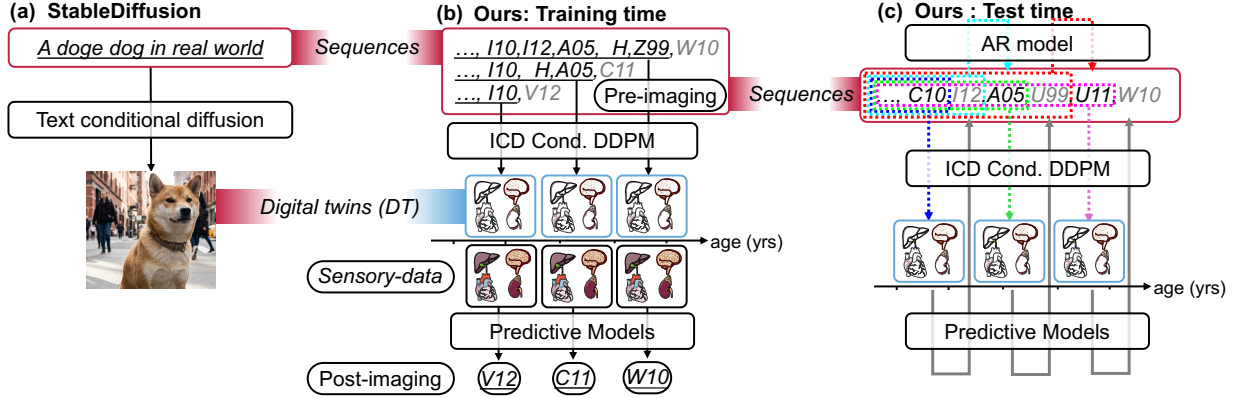 (a) StableDiffusion
A doge dog in real world
Text conditional diffusion
Sequences
Digital twins (DT)
(b) Ours: Training time
..., I10,I12,A05, H,Z99,W10
..., I10, H,A05,C11
..., I10,V12
Pre-imaging
ICD Cond. DDPM
age (yrs)
Sensory-data
Predictive Models
Post-imaging
V12
C11
W10
Sequences
(c) Ours : Test time
AR model
..., C10,I12,A05,U99,U11,W10
ICD Cond. DDPM
age (yrs)
Predictive Models